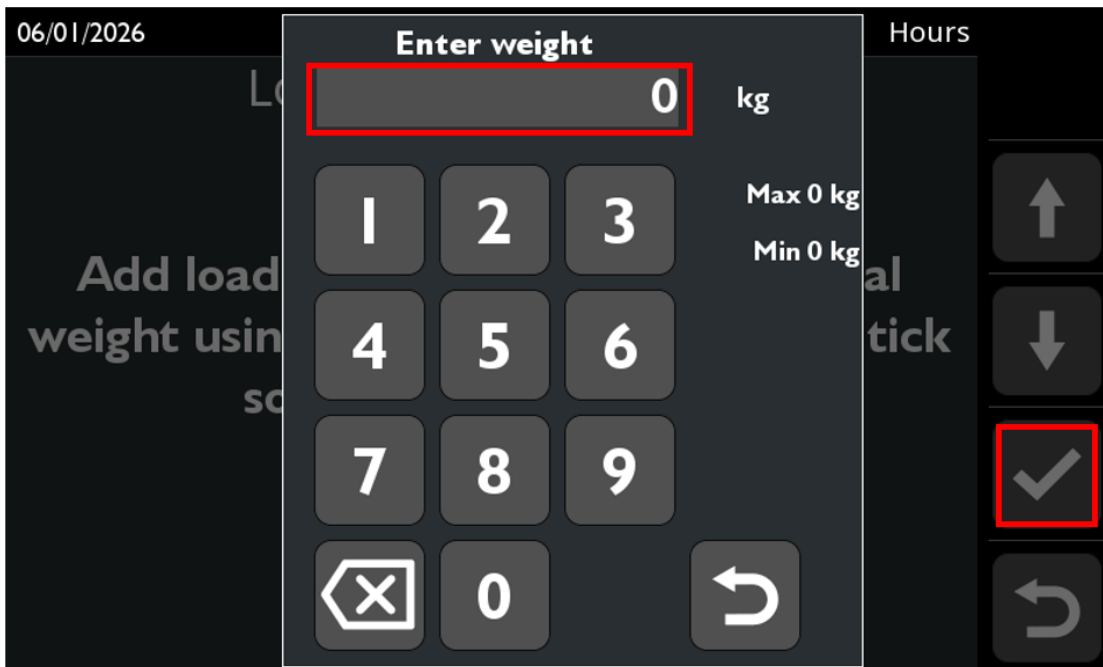 06/01/2026
Hours
Enter weight
0
kg
Max 0 kg
Min 0 kg
Add load
al
weight usin
tick
1 2 3
4 5 6
7 8 9
0